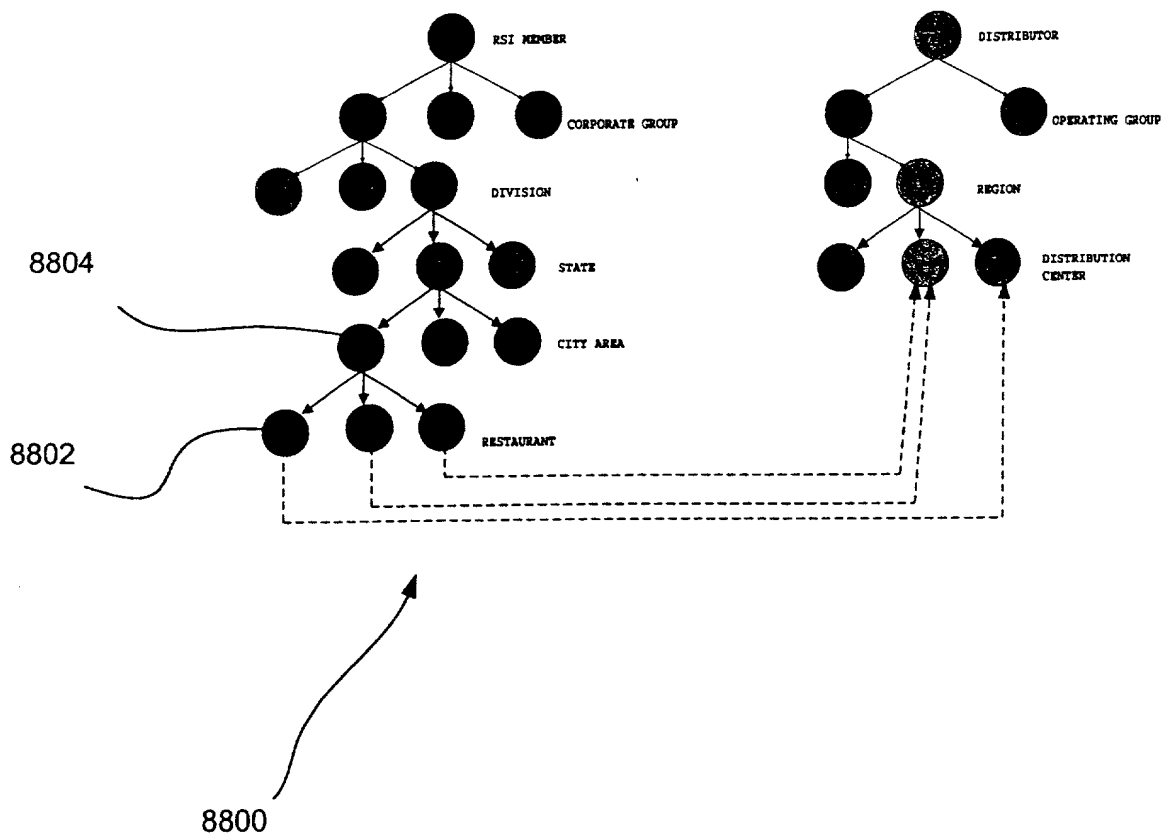 RSI MEMBER
DISTRIBUTOR
CORPORATE GROUP
OPERATING GROUP
DIVISION
REGION
8804
STATE
DISTRIBUTION
CENTER
CITY AREA
8802
RESTAURANT
8800